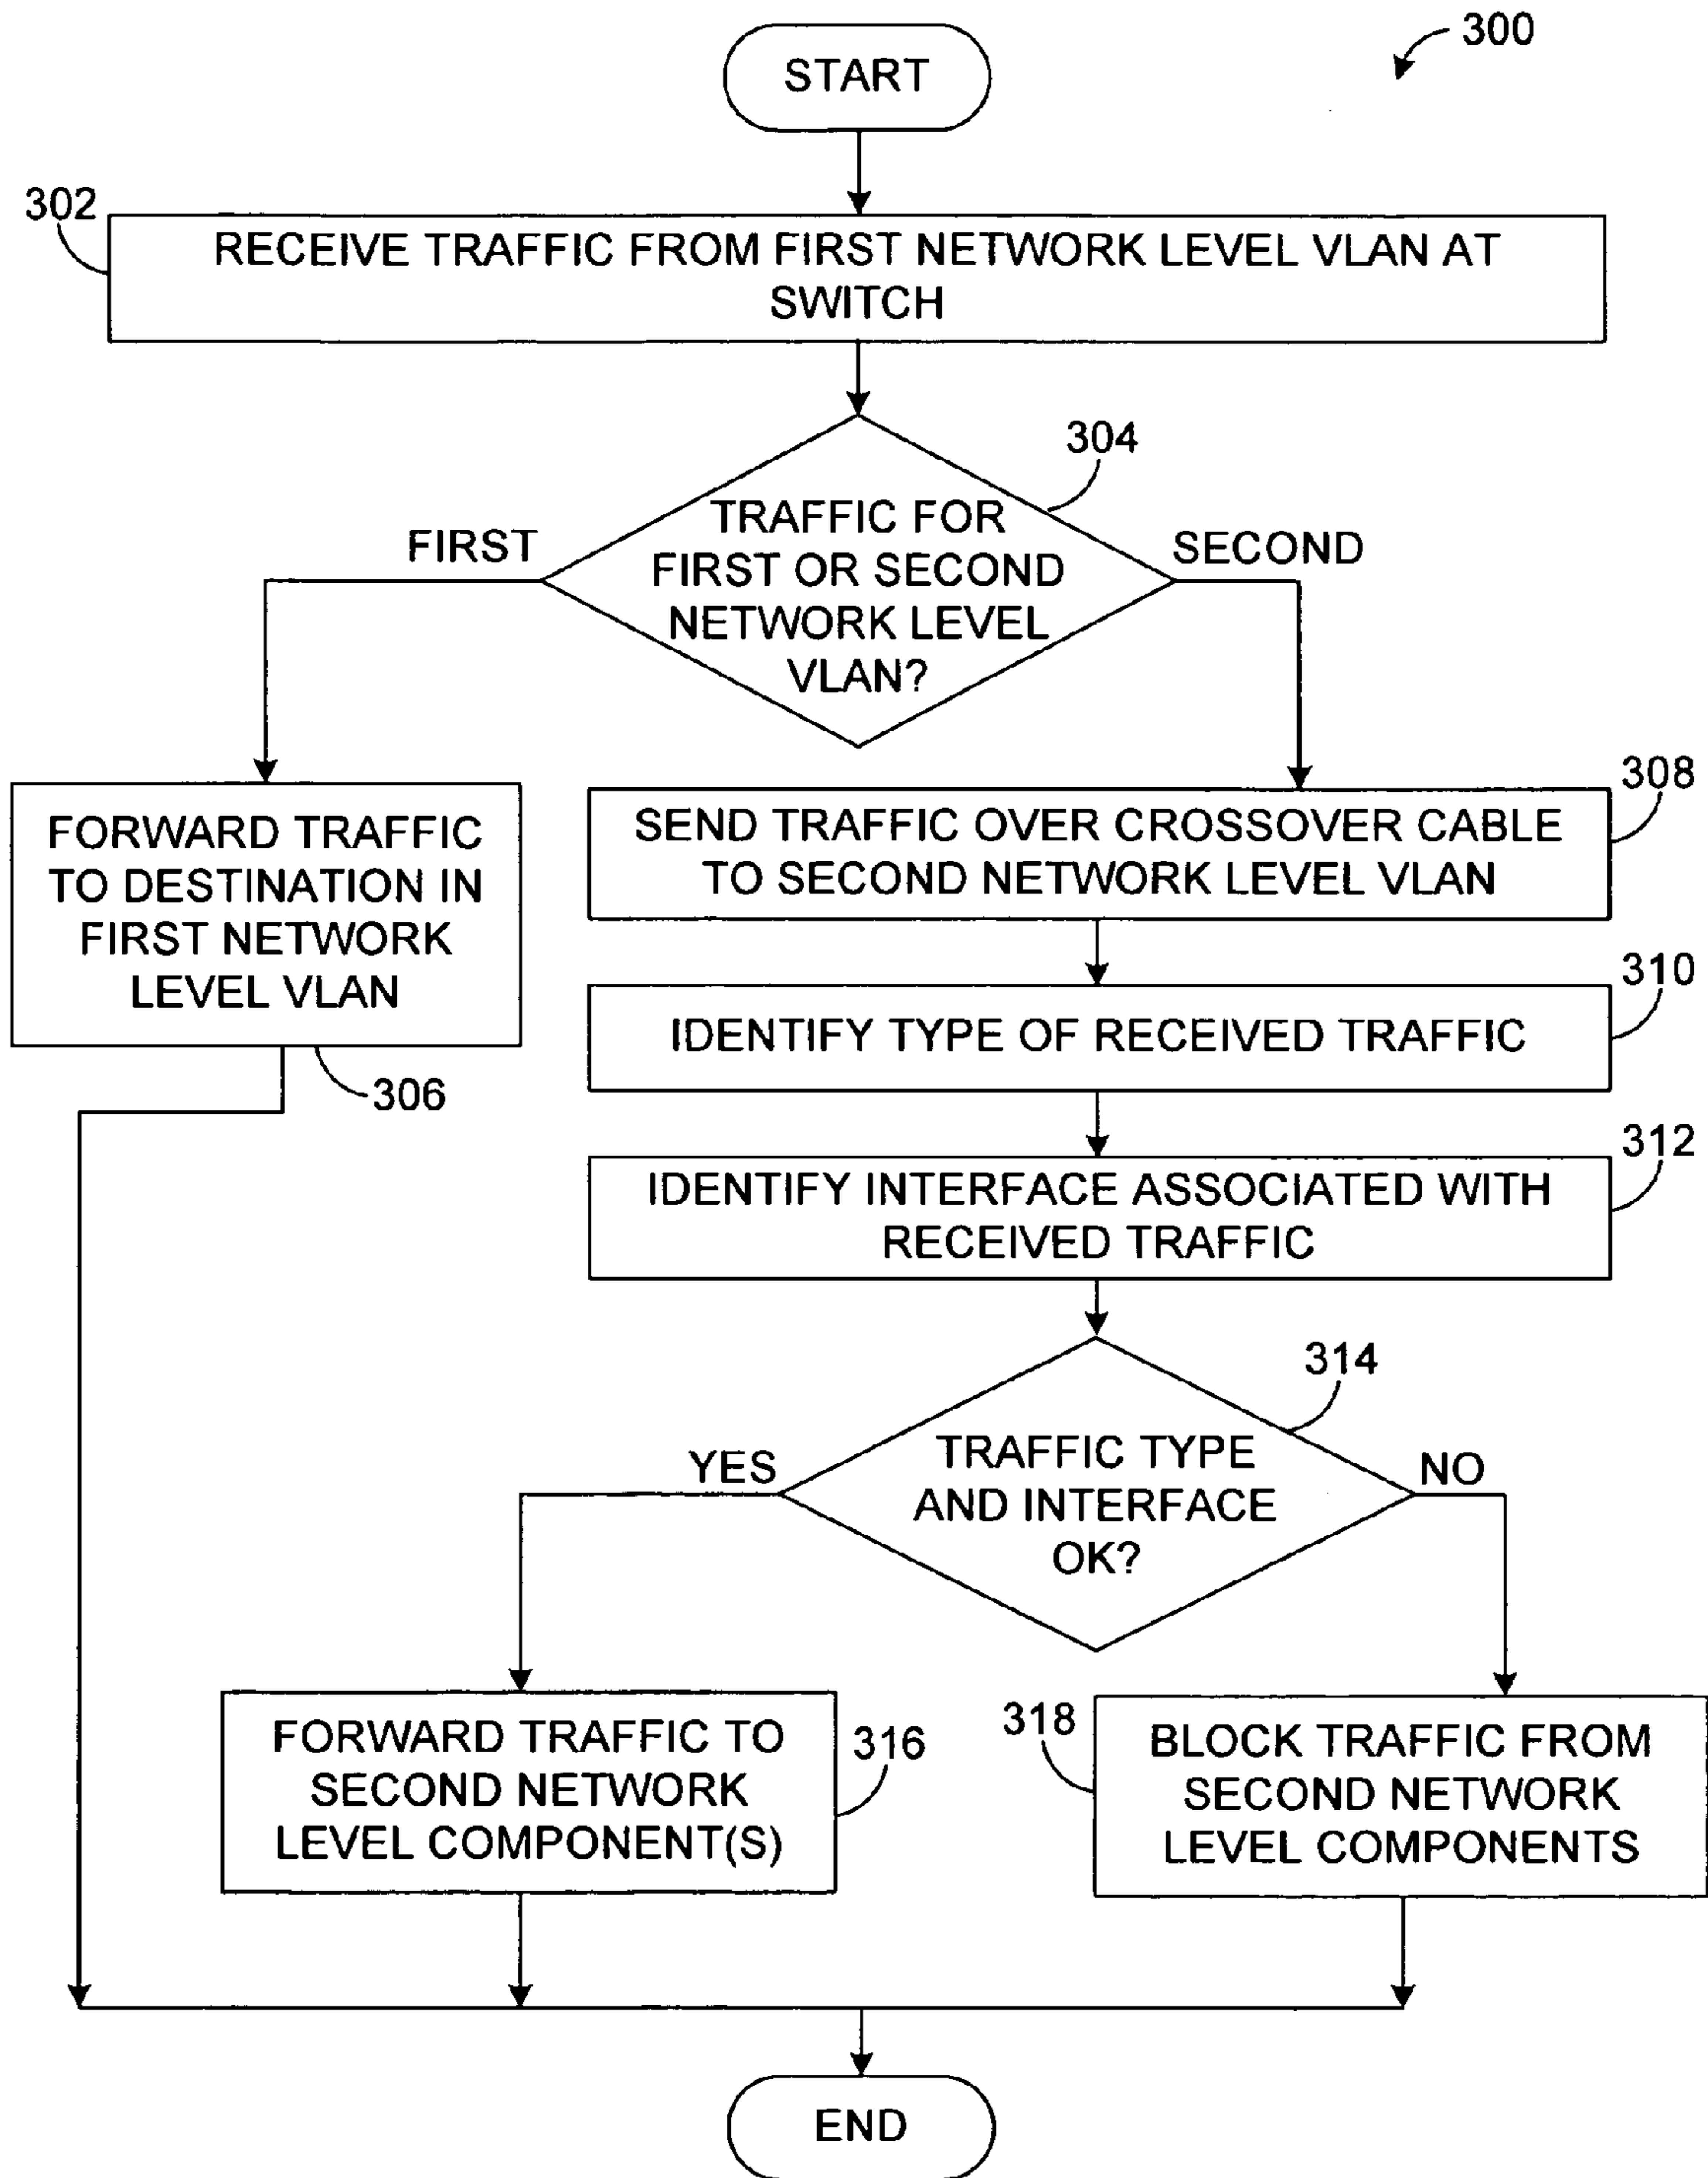 300
START
302
RECEIVE TRAFFIC FROM FIRST NETWORK LEVEL VLAN AT
SWITCH
304
TRAFFIC FOR
FIRST OR SECOND
NETWORK LEVEL
VLAN?
FIRST
SECOND
FORWARD TRAFFIC
TO DESTINATION IN
FIRST NETWORK
LEVEL VLAN
306
308
SEND TRAFFIC OVER CROSSOVER CABLE
TO SECOND NETWORK LEVEL VLAN
310
IDENTIFY TYPE OF RECEIVED TRAFFIC
312
IDENTIFY INTERFACE ASSOCIATED WITH
RECEIVED TRAFFIC
314
TRAFFIC TYPE
AND INTERFACE
OK?
YES
NO
FORWARD TRAFFIC TO
SECOND NETWORK
LEVEL COMPONENT(S)
316
318
BLOCK TRAFFIC FROM
SECOND NETWORK
LEVEL COMPONENTS
END